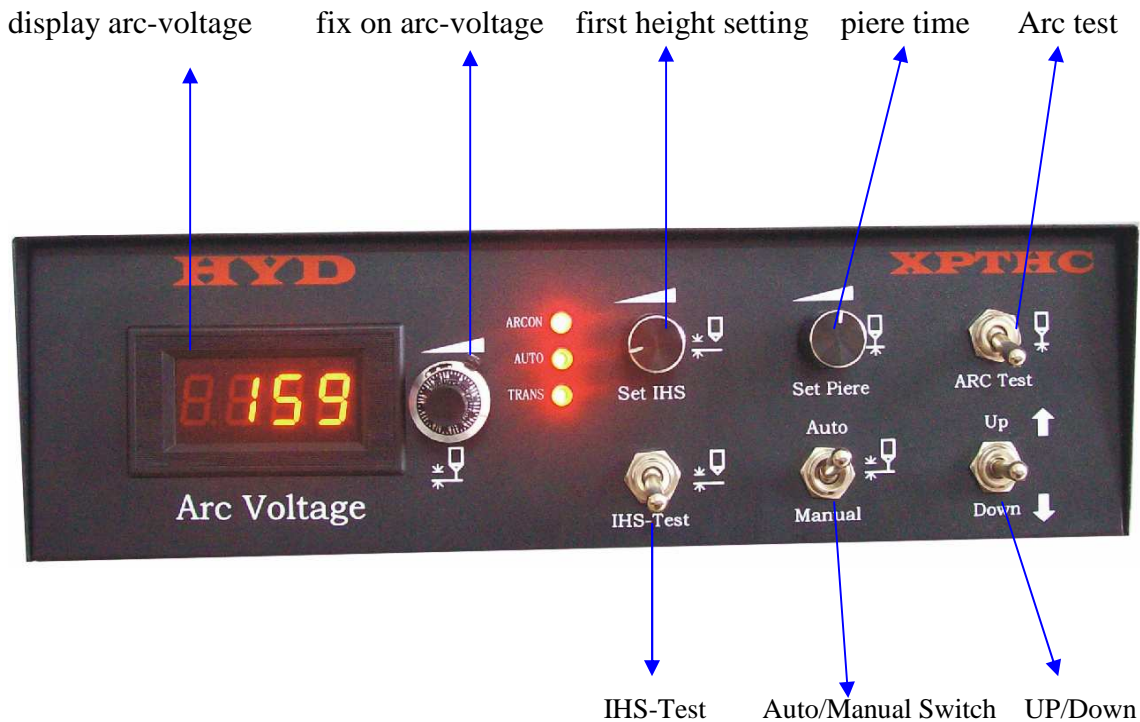 display arc-voltage fix on arc-voltage first height setting piere time Arc test
HYD XPTHC
ARCON
AUTO
TRANS
159
Set IHS Set Piere ARC Test
Auto Up
Arc Voltage IHS-Test Manual Down
IHS-Test Auto/Manual Switch UP/Down